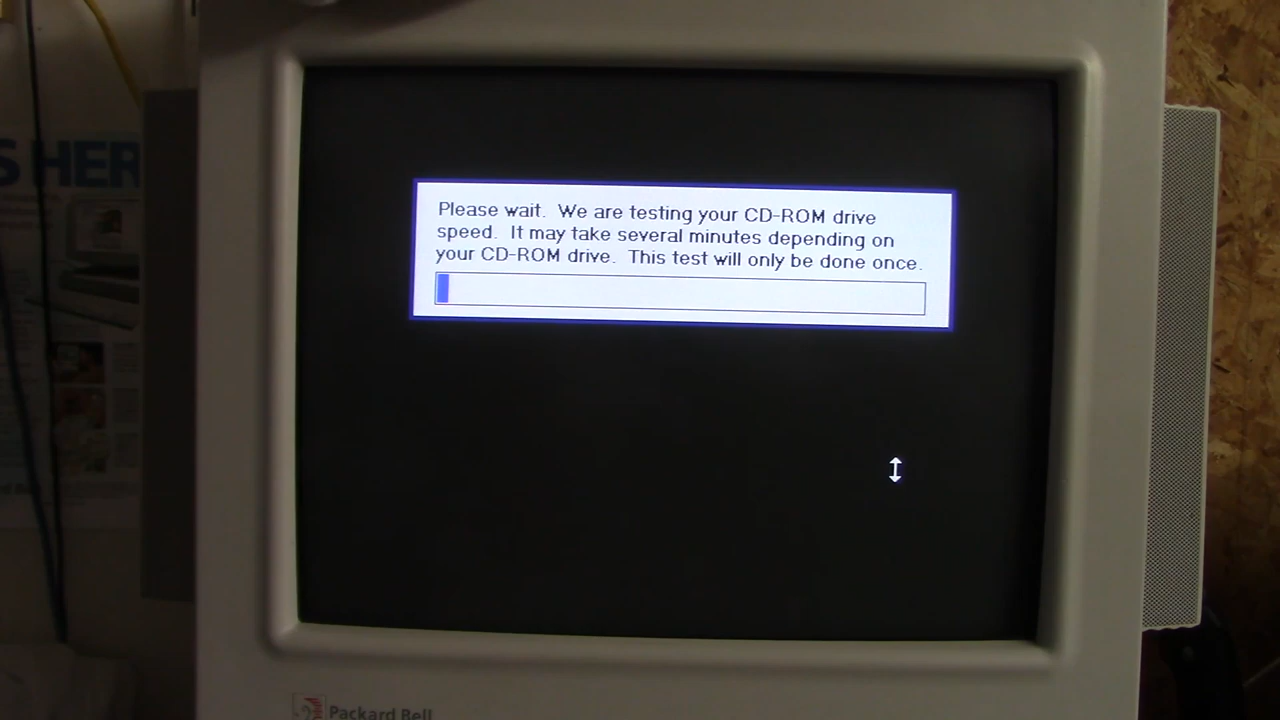 S HER
Please wait.  We are testing your CD-ROM drive
speed.  It may take several minutes depending on
your CD-ROM drive.  This test will only be done once.
Packard Bell